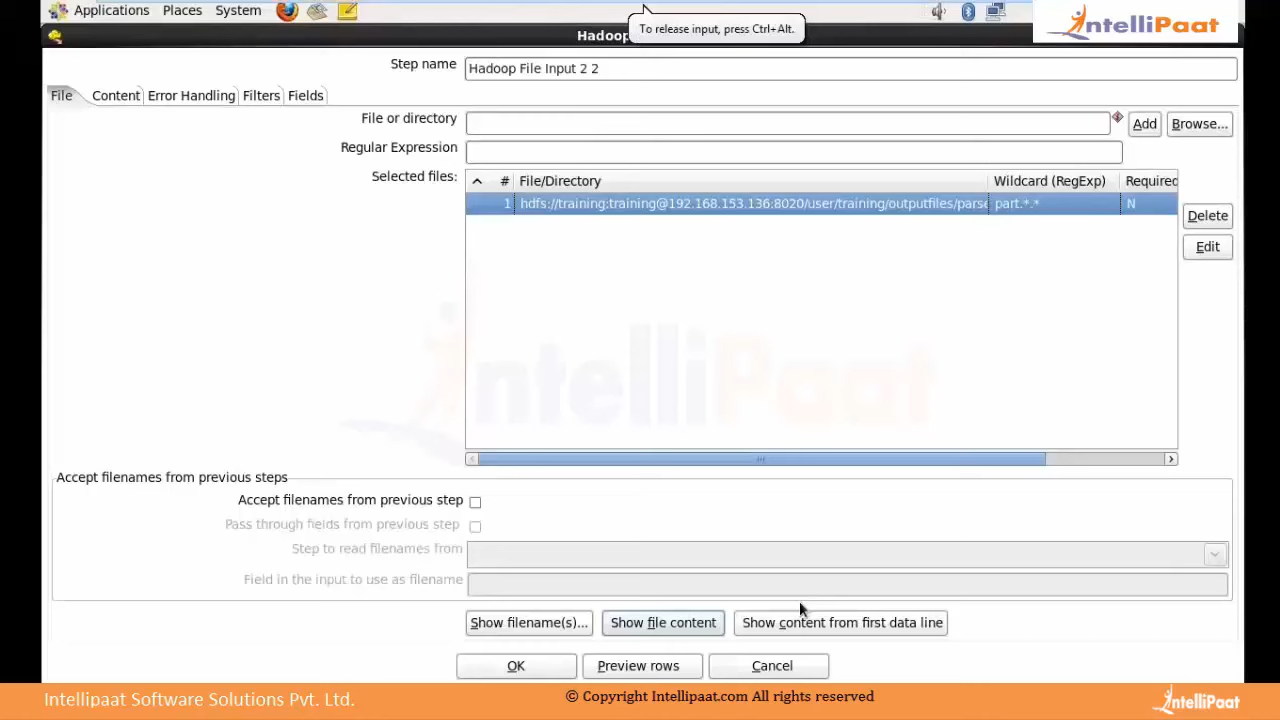 Applications Places System
To release input, press Ctrl+Alt.
IntelliPaat
Hadoop
Step name
Hadoop File Input 2 2
File Content Error Handling Filters Fields
File or directory
Add Browse...
Regular Expression
Selected files:
# File/Directory Wildcard (RegExp) Required
1 hdfs://training:training@192.168.153.136:8020/user/training/outputfiles/parse part.*.* N
Delete
Edit
IntelliPaat
Accept filenames from previous steps
Accept filenames from previous step
Pass through fields from previous step
Step to read filenames from
Field in the input to use as filename
Show filename(s)... Show file content Show content from first data line
OK Preview rows Cancel
Intellipaat Software Solutions Pvt. Ltd. © Copyright Intellipaat.com All rights reserved IntelliPaat